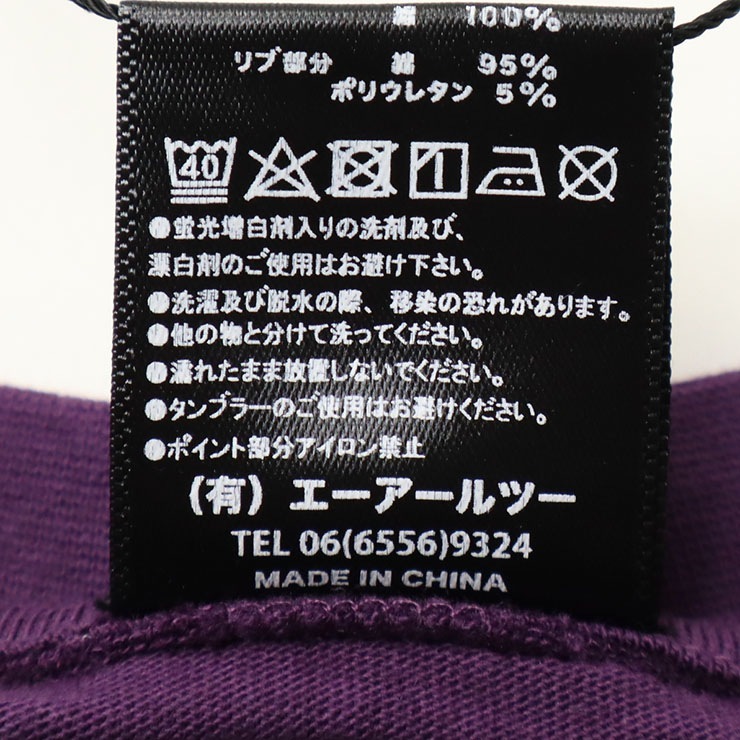 綿 100%
リブ部分 綿 95%
ポリウレタン 5%
40
●蛍光増白剤入りの洗剤及び、
漂白剤のご使用はお避け下さい。
●洗濯及び脱水の際、移染の恐れがあります。
●他の物と分けて洗ってください。
●濡れたまま放置しないでください。
●タンブラーのご使用はお避けください。
●ポイント部分アイロン禁止
(有) エーアールツー
TEL 06(6556)9324
MADE IN CHINA